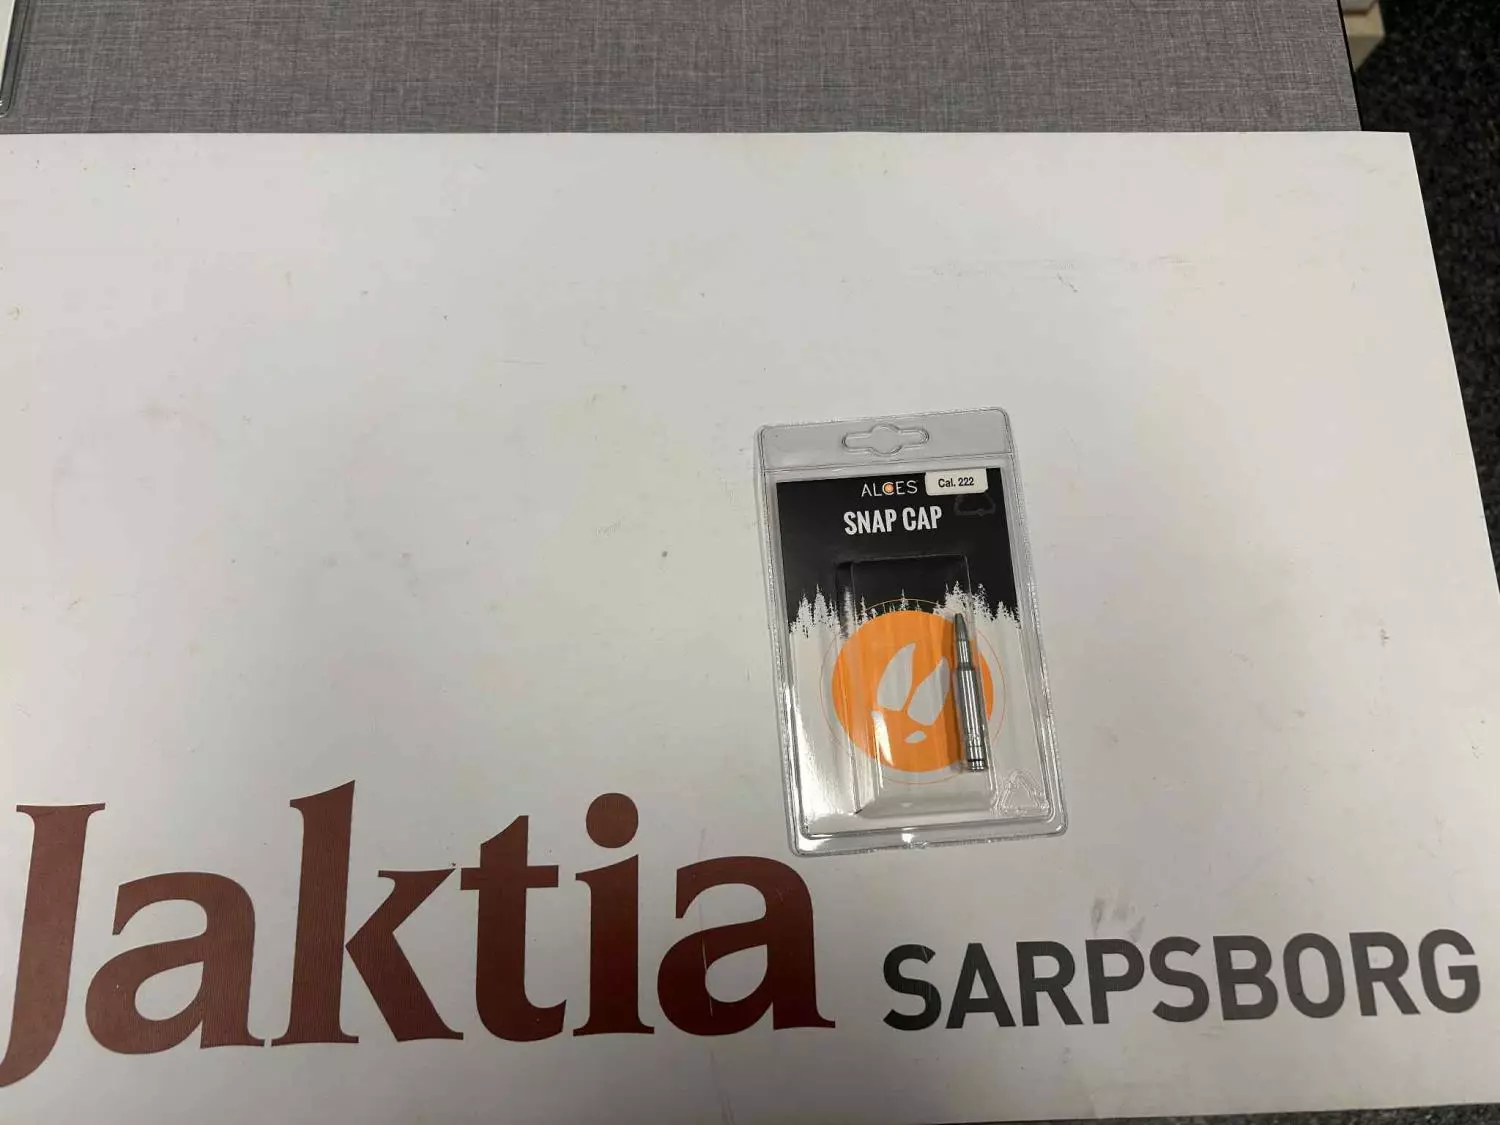 ALCES
Cal. 222
SNAP CAP
Jaktia SARPSBORG